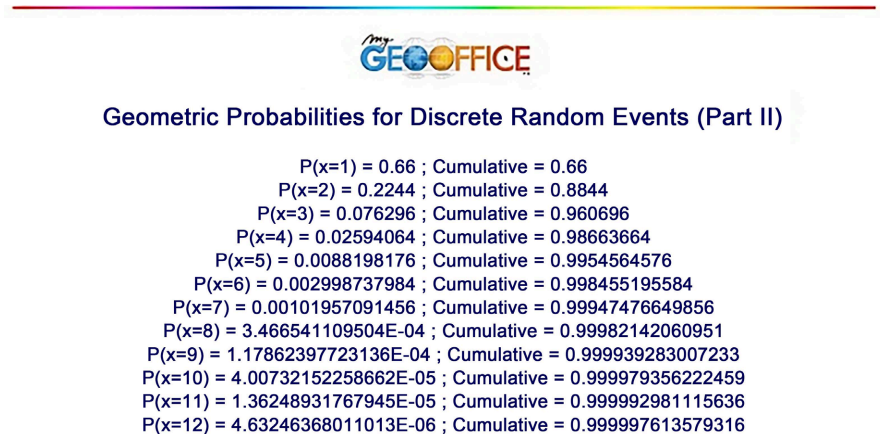 my
GEOOFFICE
Geometric Probabilities for Discrete Random Events (Part II)
P(x=1) = 0.66 ; Cumulative = 0.66
P(x=2) = 0.2244 ; Cumulative = 0.8844
P(x=3) = 0.076296 ; Cumulative = 0.960696
P(x=4) = 0.02594064 ; Cumulative = 0.98663664
P(x=5) = 0.0088198176 ; Cumulative = 0.9954564576
P(x=6) = 0.002998737984 ; Cumulative = 0.998455195584
P(x=7) = 0.00101957091456 ; Cumulative = 0.99947476649856
P(x=8) = 3.466541109504E-04 ; Cumulative = 0.99982142060951
P(x=9) = 1.17862397723136E-04 ; Cumulative = 0.999939283007233
P(x=10) = 4.00732152258662E-05 ; Cumulative = 0.999979356222459
P(x=11) = 1.36248931767945E-05 ; Cumulative = 0.999992981115636
P(x=12) = 4.63246368011013E-06 ; Cumulative = 0.999997613579316